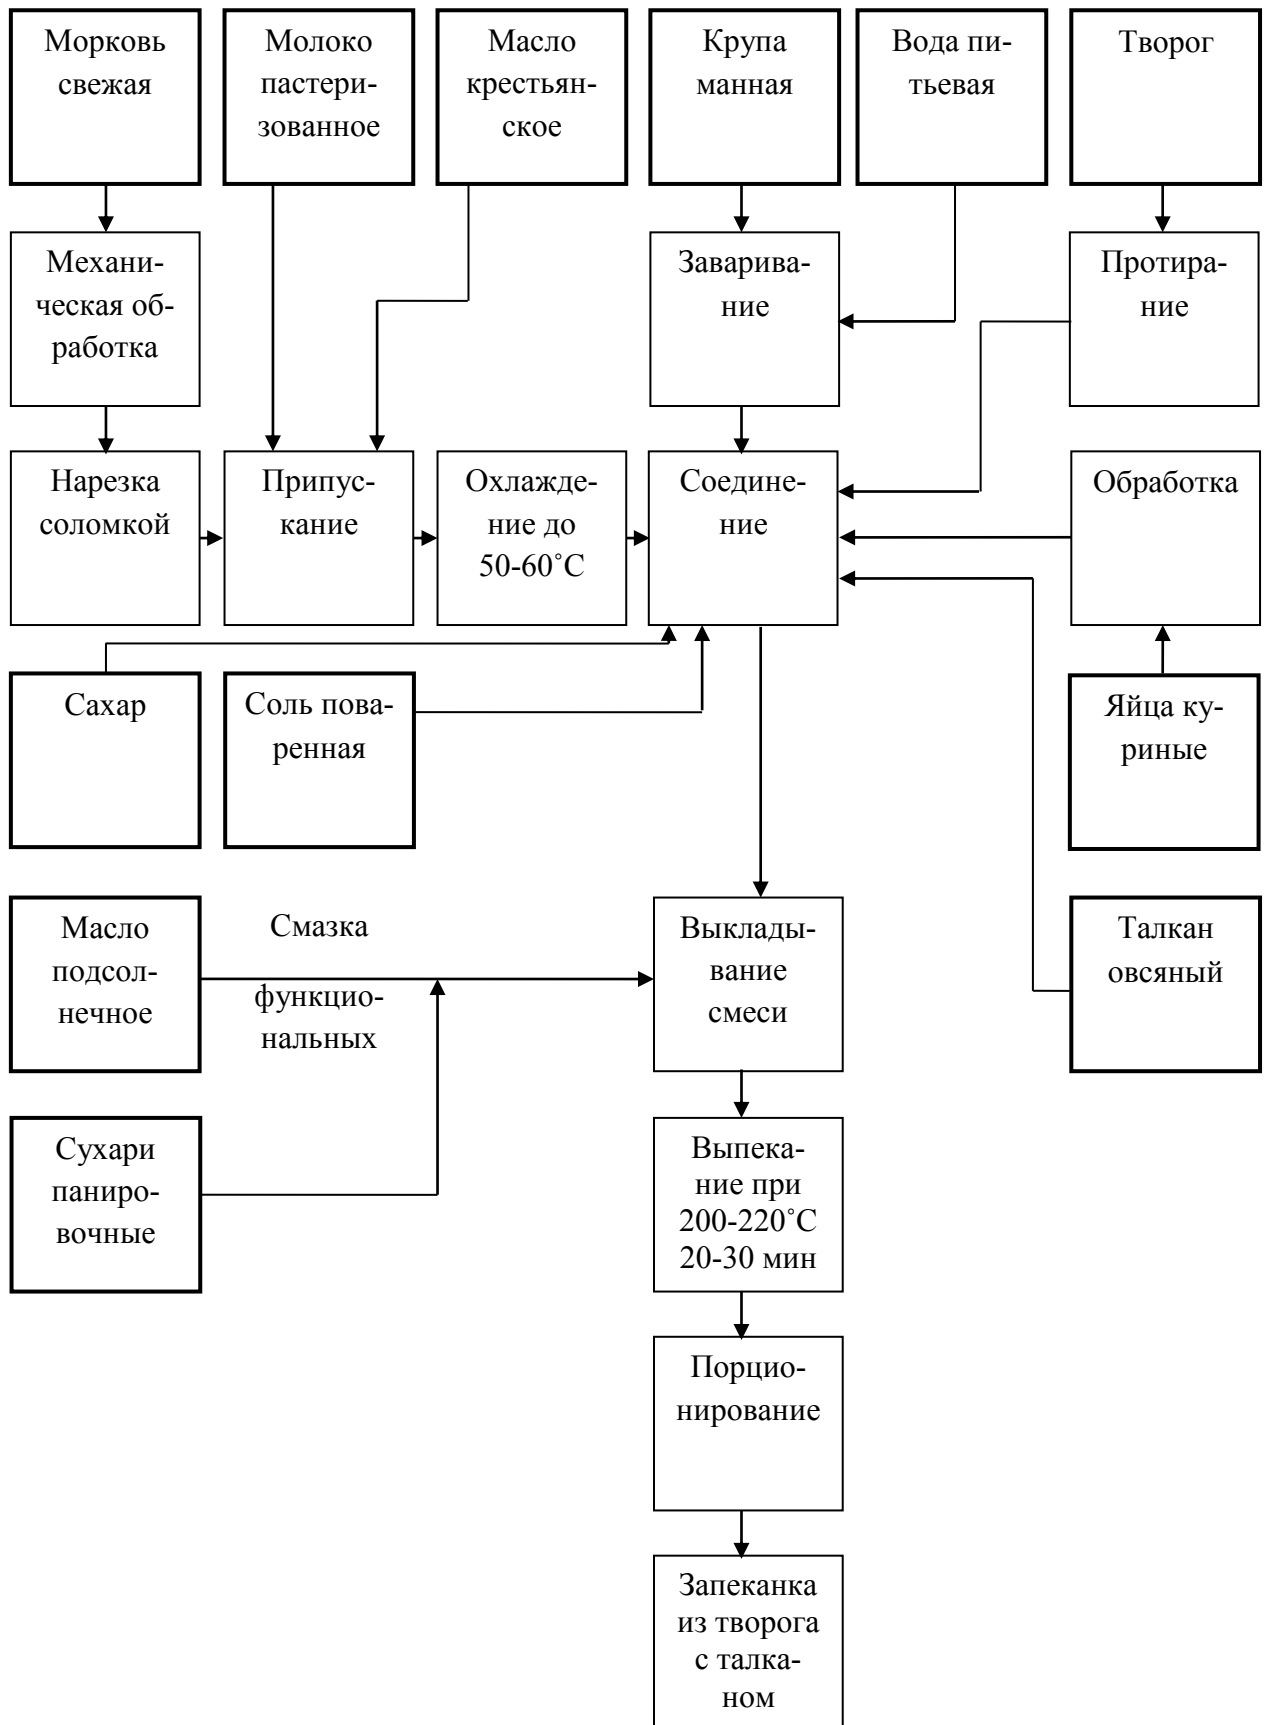 Морковь
свежая
Молоко
пастери-
зованное
Масло
крестьян-
ское
Крупа
манная
Вода пи-
тьевая
Творог
Механи-
ческая об-
работка
Заварива-
ние
Протира-
ние
Нарезка
соломкой
Припус-
кание
Охлажде-
ние до
50-60˚С
Соедине-
ние
Обработка
Сахар
Соль пова-
ренная
Яйца ку-
риные
Масло
подсол-
нечное
Смазка
функцио-
нальных
Выклады-
вание
смеси
Талкан
овсяный
Сухари
паниро-
вочные
Выпека-
ние при
200-220˚С
20-30 мин
Порцио-
нирование
Запеканка
из творога
с талка-
ном